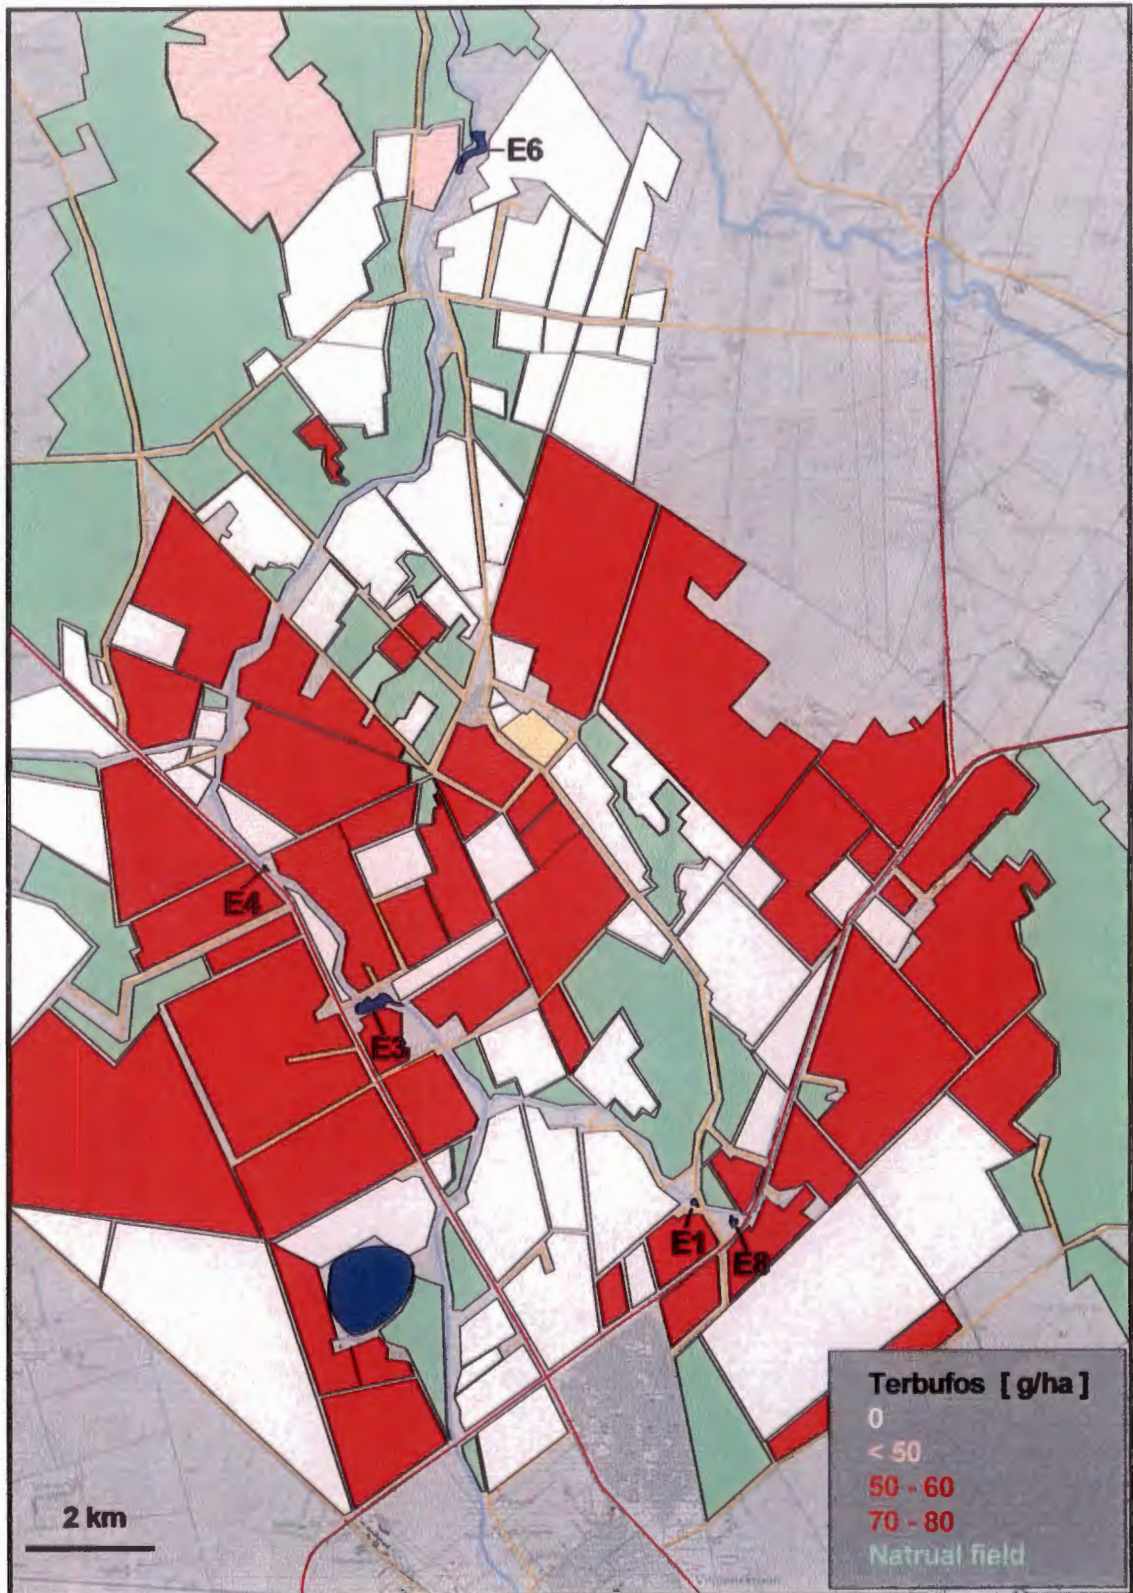 E6
E4
E3
E1
E8
Terbufos [ g/ha ]
0
< 50
50 - 60
70 - 80
Natrual field
2 km